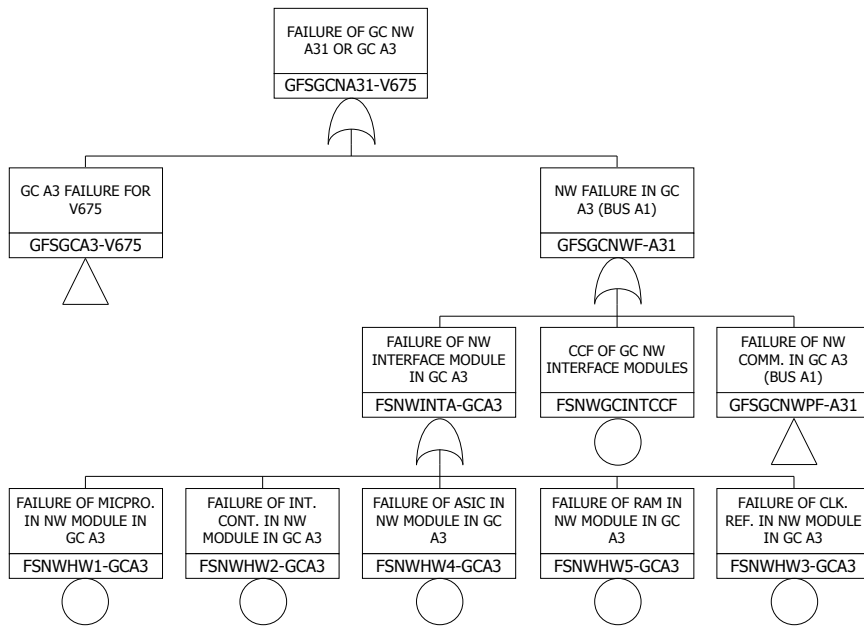 FAILURE OF GC NW
A31 OR GC A3
GFSGCNA31-V675
GC A3 FAILURE FOR
V675
GFSGCA3-V675
NW FAILURE IN GC
A3 (BUS A1)
GFSGCNWF-A31
FAILURE OF NW
INTERFACE MODULE
IN GC A3
FSNWINTA-GCA3
CCF OF GC NW
INTERFACE MODULES
FSNWGCINTCCF
FAILURE OF NW
COMM. IN GC A3
(BUS A1)
GFSGCNWPF-A31
FAILURE OF MICPRO.
IN NW MODULE IN
GC A3
FSNWHW1-GCA3
FAILURE OF INT.
CONT. IN NW
MODULE IN GC A3
FSNWHW2-GCA3
FAILURE OF ASIC IN
NW MODULE IN GC
A3
FSNWHW4-GCA3
FAILURE OF RAM IN
NW MODULE IN GC
A3
FSNWHW5-GCA3
FAILURE OF CLK.
REF. IN NW MODULE
IN GC A3
FSNWHW3-GCA3